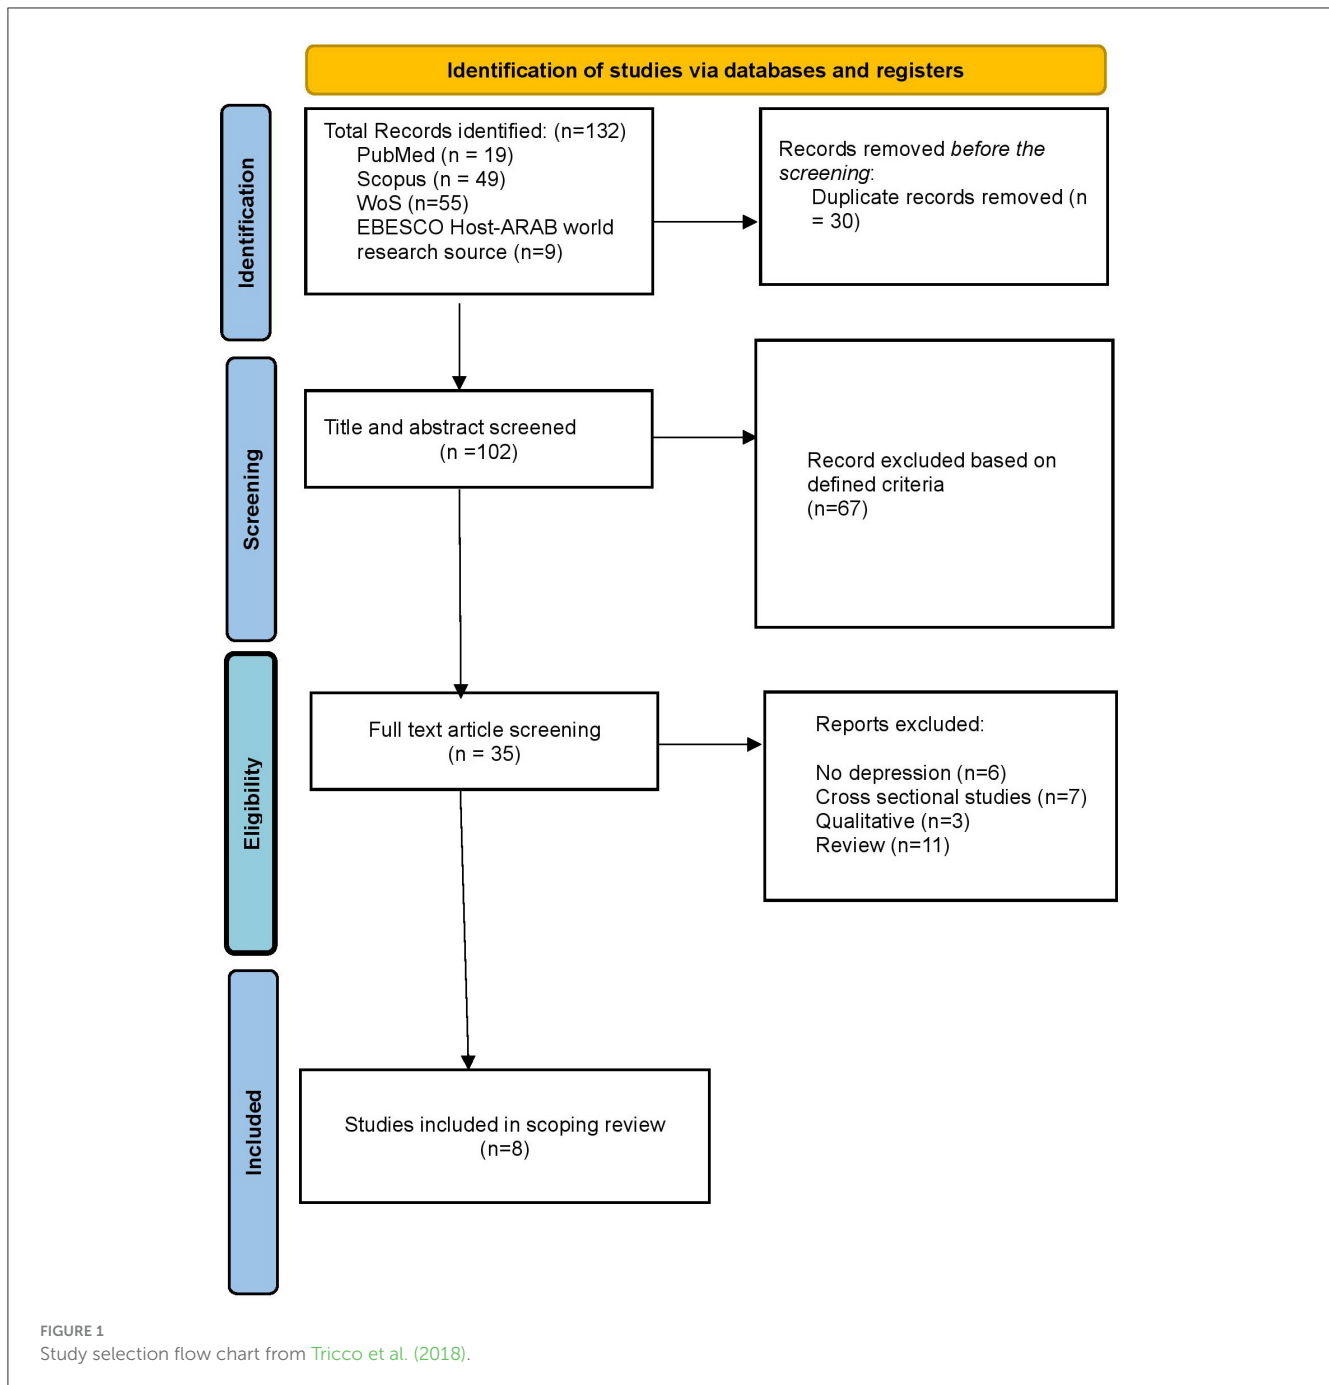 Identification of studies via databases and registers
Identification
Total Records identified: (n=132)
PubMed (n = 19)
Scopus (n = 49)
WoS (n=55)
EBESCO Host-ARAB world
research source (n=9)
Records removed before the
screening:
Duplicate records removed (n
= 30)
Screening
Title and abstract screened
(n =102)
Record excluded based on
defined criteria
(n=67)
Eligibility
Full text article screening
(n = 35)
Reports excluded:
No depression (n=6)
Cross sectional studies (n=7)
Qualitative (n=3)
Review (n=11)
Included
Studies included in scoping review
(n=8)
FIGURE 1
Study selection flow chart from Tricco et al. (2018).